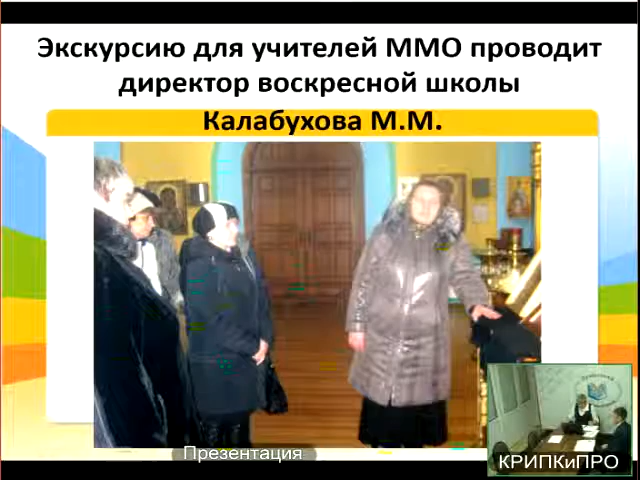 Экскурсию для учителей ММО проводит
директор воскресной школы
Калабухова М.М.
Презентация
КРИПКиПРО